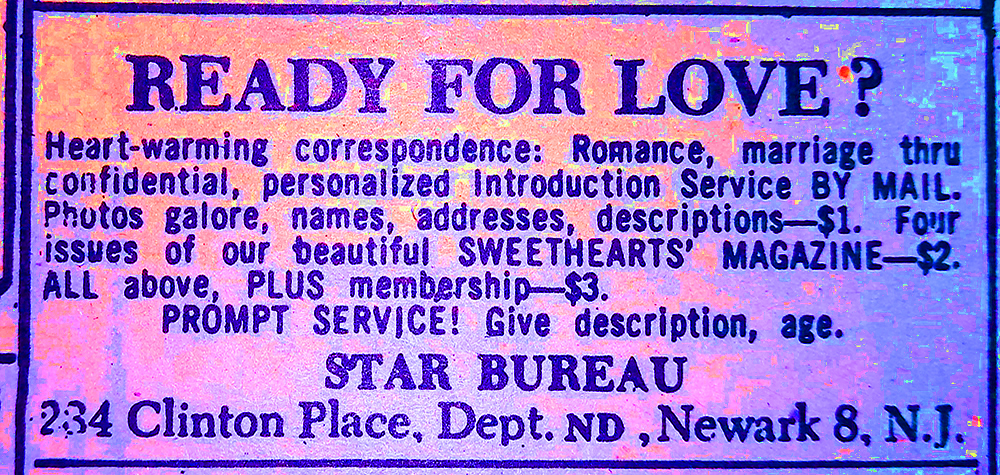 READY FOR LOVE?
Heart-warming correspondence: Romance, marriage thru
confidential, personalized Introduction Service BY MAIL.
Photos galore, names, addresses, descriptions—$1. Four
issues of our beautiful SWEETHEARTS' MAGAZINE—$2.
ALL above, PLUS membership—$3.
PROMPT SERVICE! Give description, age.
STAR BUREAU
234 Clinton Place, Dept. ND, Newark 8, N.J.